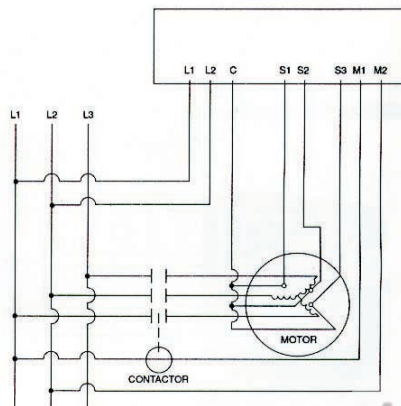 L1 L2 C S1 S2 S3 M1 M2
L1 L2 L3
MOTOR
CONTACTOR